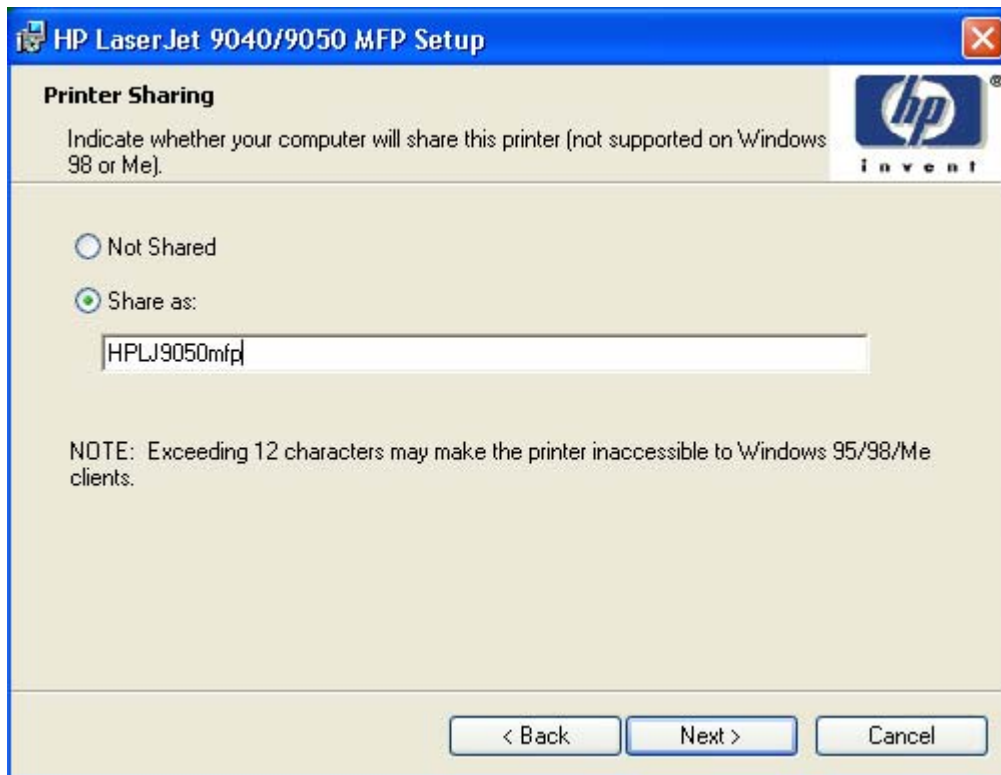 HP LaserJet 9040/9050 MFP Setup
Printer Sharing
Indicate whether your computer will share this printer (not supported on Windows
98 or Me).
hp
®
invent
Not Shared
Share as:
HPLJ9050mfp
NOTE: Exceeding 12 characters may make the printer inaccessible to Windows 95/98/Me
clients.
< Back
Next >
Cancel